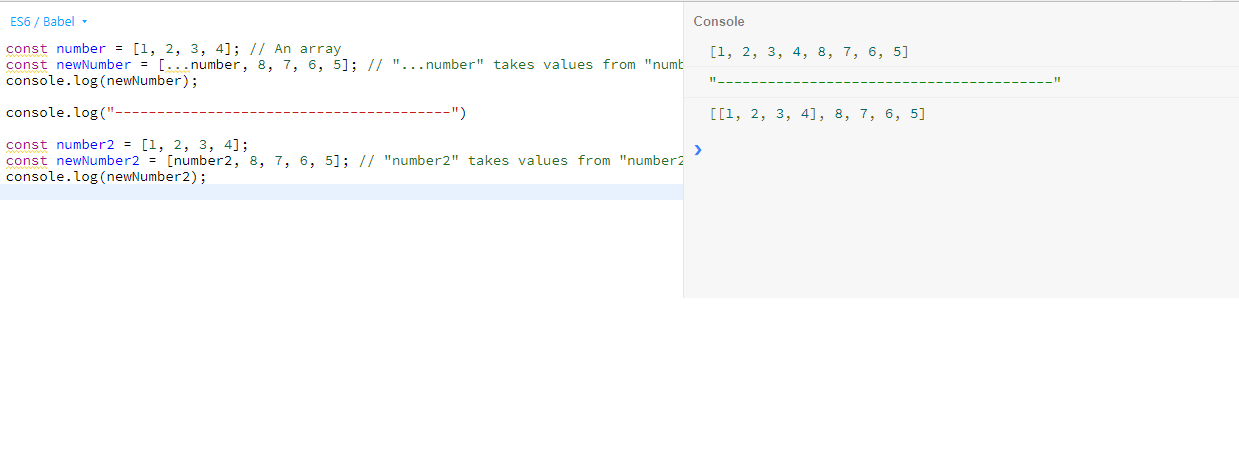 ES6 / Babel
const number = [1, 2, 3, 4]; // An array
const newNumber = [...number, 8, 7, 6, 5]; // "...number" takes values from "numb
console.log(newNumber);
console.log("----------------------------------------")
const number2 = [1, 2, 3, 4];
const newNumber2 = [number2, 8, 7, 6, 5]; // "number2" takes values from "number2
console.log(newNumber2);
Console
[1, 2, 3, 4, 8, 7, 6, 5]
"----------------------------------------"
[[1, 2, 3, 4], 8, 7, 6, 5]